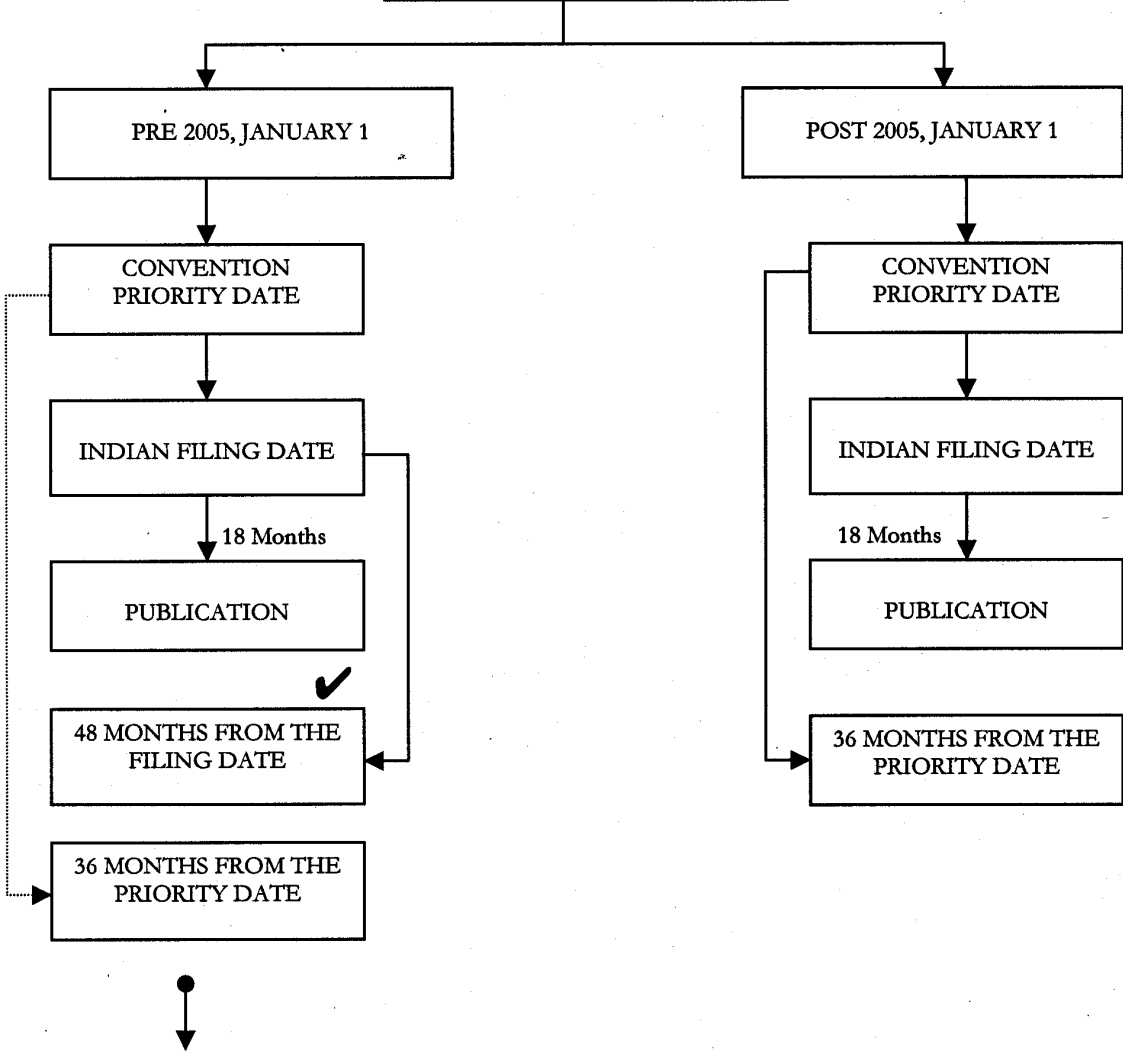 PRE 2005, JANUARY 1
CONVENTION
PRIORITY DATE
INDIAN FILING DATE
18 Months
PUBLICATION
48 MONTHS FROM THE
FILING DATE
36 MONTHS FROM THE
PRIORITY DATE
POST 2005, JANUARY 1
CONVENTION
PRIORITY DATE
INDIAN FILING DATE
18 Months
PUBLICATION
36 MONTHS FROM THE
PRIORITY DATE